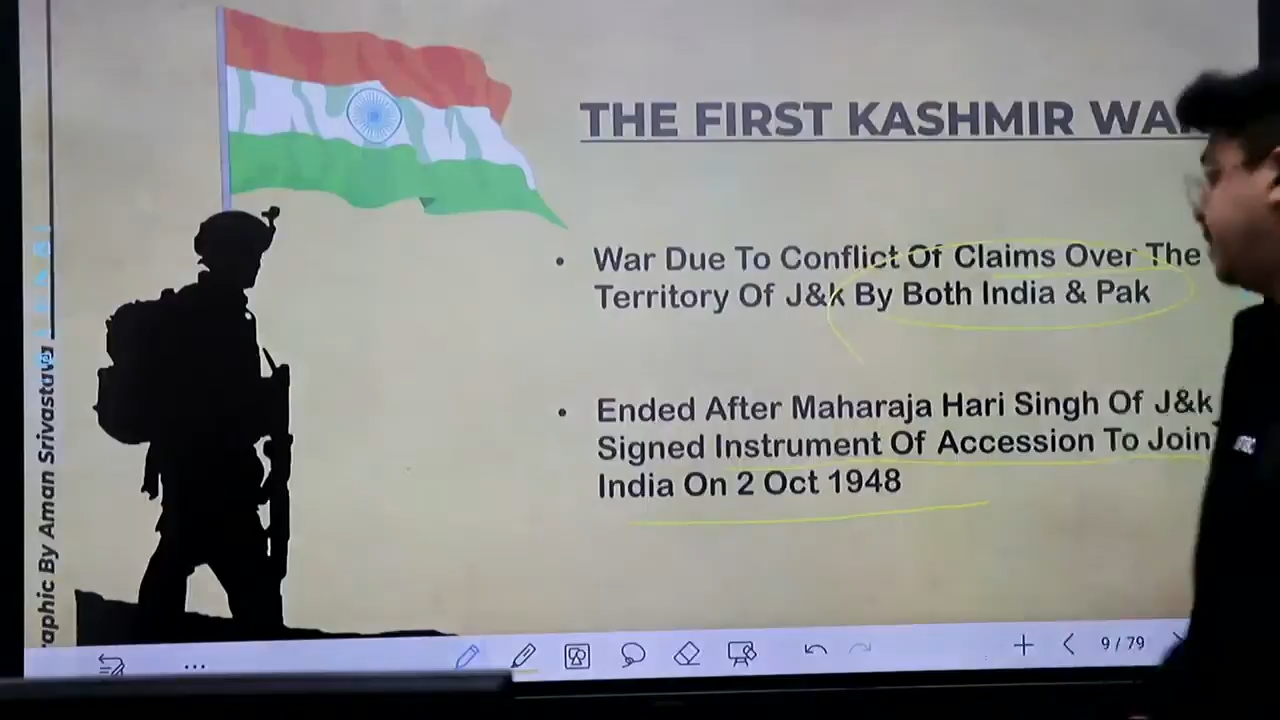 THE FIRST KASHMIR WAR
• War Due To Conflict Of Claims Over The
Territory Of J&k By Both India & Pak
• Ended After Maharaja Hari Singh Of J&k
Signed Instrument Of Accession To Join
India On 2 Oct 1948
aphic By Aman Srivastava
9 / 79